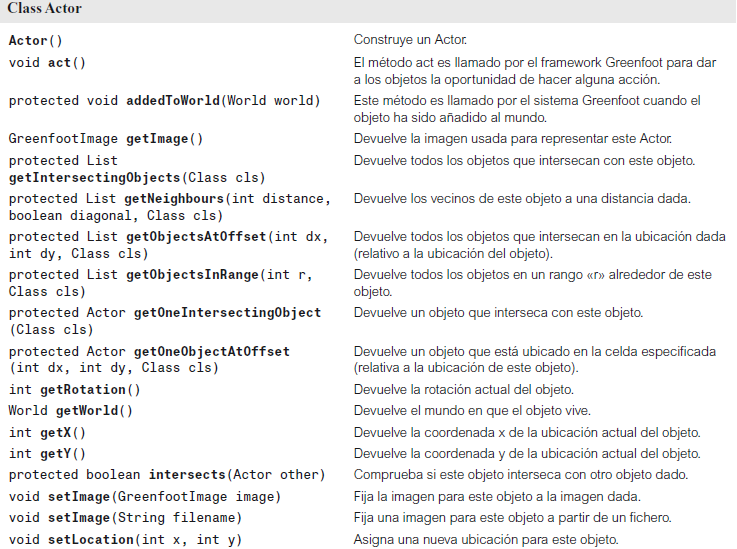 Class Actor
Actor() Construye un Actor.
void act() El método act es llamado por el framework Greenfoot para dar
a los objetos la oportunidad de hacer alguna acción.
protected void addedToWorld(World world) Este método es llamado por el sistema Greenfoot cuando el
objeto ha sido añadido al mundo.
GreenfootImage getImage() Devuelve la imagen usada para representar este Actor.
protected List Devuelve todos los objetos que intersecan con este objeto.
getIntersectingObjects(Class cls)
protected List getNeighbours(int distance, Devuelve los vecinos de este objeto a una distancia dada.
boolean diagonal, Class cls)
protected List getObjectsAtOffset(int dx, Devuelve todos los objetos que intersecan en la ubicación dada
int dy, Class cls) (relativo a la ubicación del objeto).
protected List getObjectsInRange(int r, Devuelve todos los objetos en un rango «r» alrededor de este
Class cls) objeto.
protected Actor getOneIntersectingObject Devuelve un objeto que interseca con este objeto.
(Class cls)
protected Actor getOneObjectAtOffset Devuelve un objeto que está ubicado en la celda especificada
(int dx, int dy, Class cls) (relativa a la ubicación de este objeto).
int getRotation() Devuelve la rotación actual del objeto.
World getWorld() Devuelve el mundo en que el objeto vive.
int getX() Devuelve la coordenada x de la ubicación actual del objeto.
int getY() Devuelve la coordenada y de la ubicación actual del objeto.
protected boolean intersects(Actor other) Comprueba si este objeto interseca con otro objeto dado.
void setImage(GreenfootImage image) Fija la imagen para este objeto a la imagen dada.
void setImage(String filename) Fija una imagen para este objeto a partir de un fichero.
void setLocation(int x, int y) Asigna una nueva ubicación para este objeto.